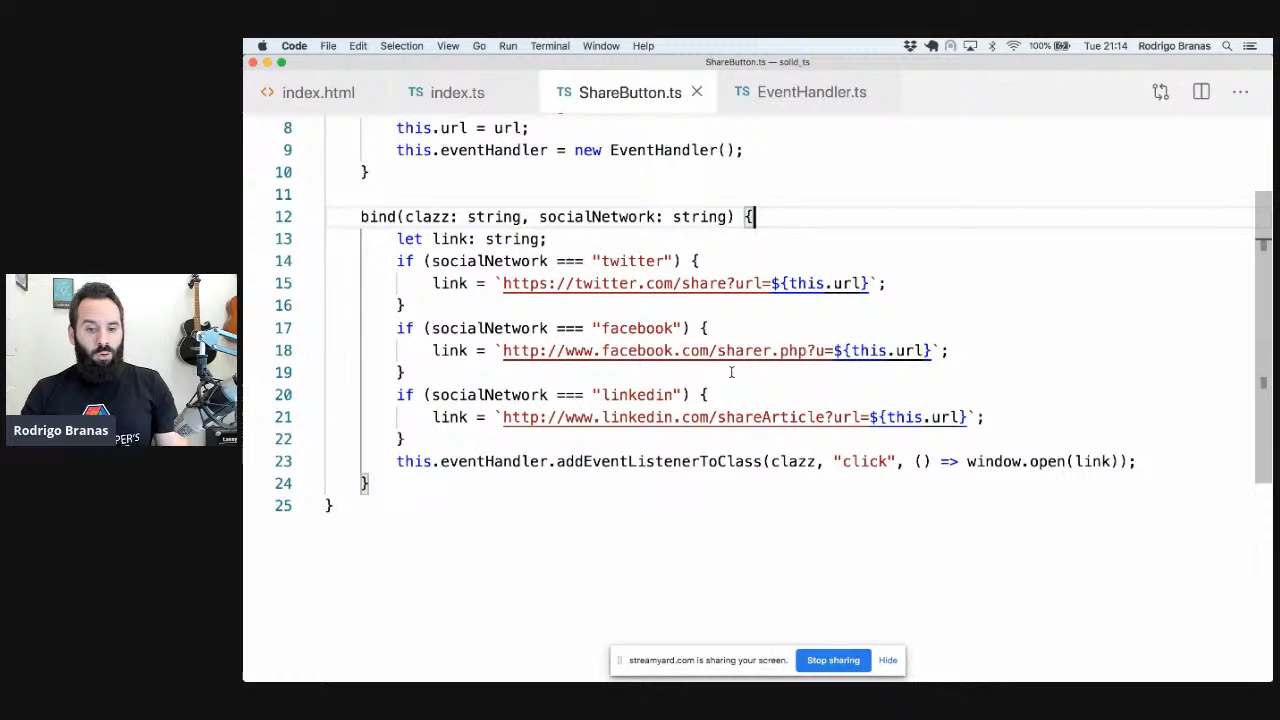 Code File Edit Selection View Go Run Terminal Window Help 100% Tue 21:14 Rodrigo Branas
ShareButton.ts — solid_ts
index.html TS index.ts TS ShareButton.ts TS EventHandler.ts
8 this.url = url;
9 this.eventHandler = new EventHandler();
10 }
11
12 bind(clazz: string, socialNetwork: string) {
13 let link: string;
14 if (socialNetwork === "twitter") {
15 link = `https://twitter.com/share?url=${this.url}`;
16 }
17 if (socialNetwork === "facebook") {
18 link = `http://www.facebook.com/sharer.php?u=${this.url}`;
19 }
20 if (socialNetwork === "linkedin") {
21 link = `http://www.linkedin.com/shareArticle?url=${this.url}`;
22 }
23 this.eventHandler.addEventListenerToClass(clazz, "click", () => window.open(link));
24 }
25 }
Rodrigo Branas
streamyard.com is sharing your screen. Stop sharing Hide